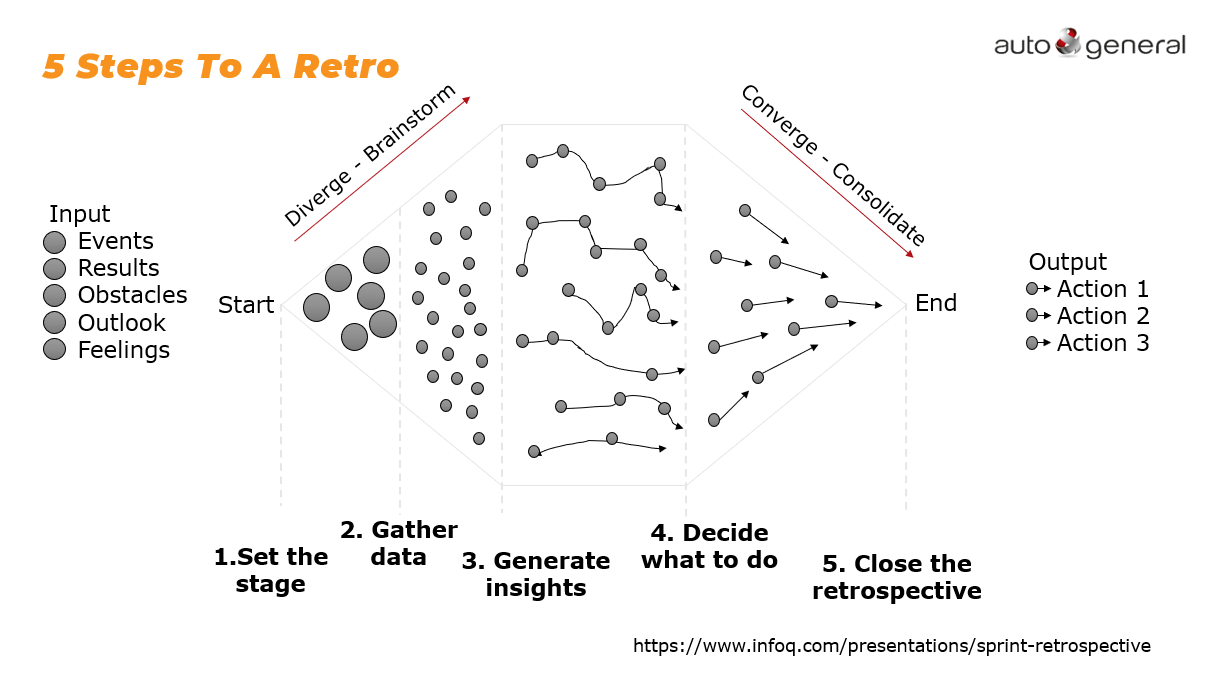 5 Steps To A Retro
auto general
Diverge - Brainstorm
Converge - Consolidate
Input
Events
Results
Obstacles
Outlook
Feelings
Start
End
Output
Action 1
Action 2
Action 3
1.Set the
stage
2. Gather
data
3. Generate
insights
4. Decide
what to do
5. Close the
retrospective
https://www.infoq.com/presentations/sprint-retrospective